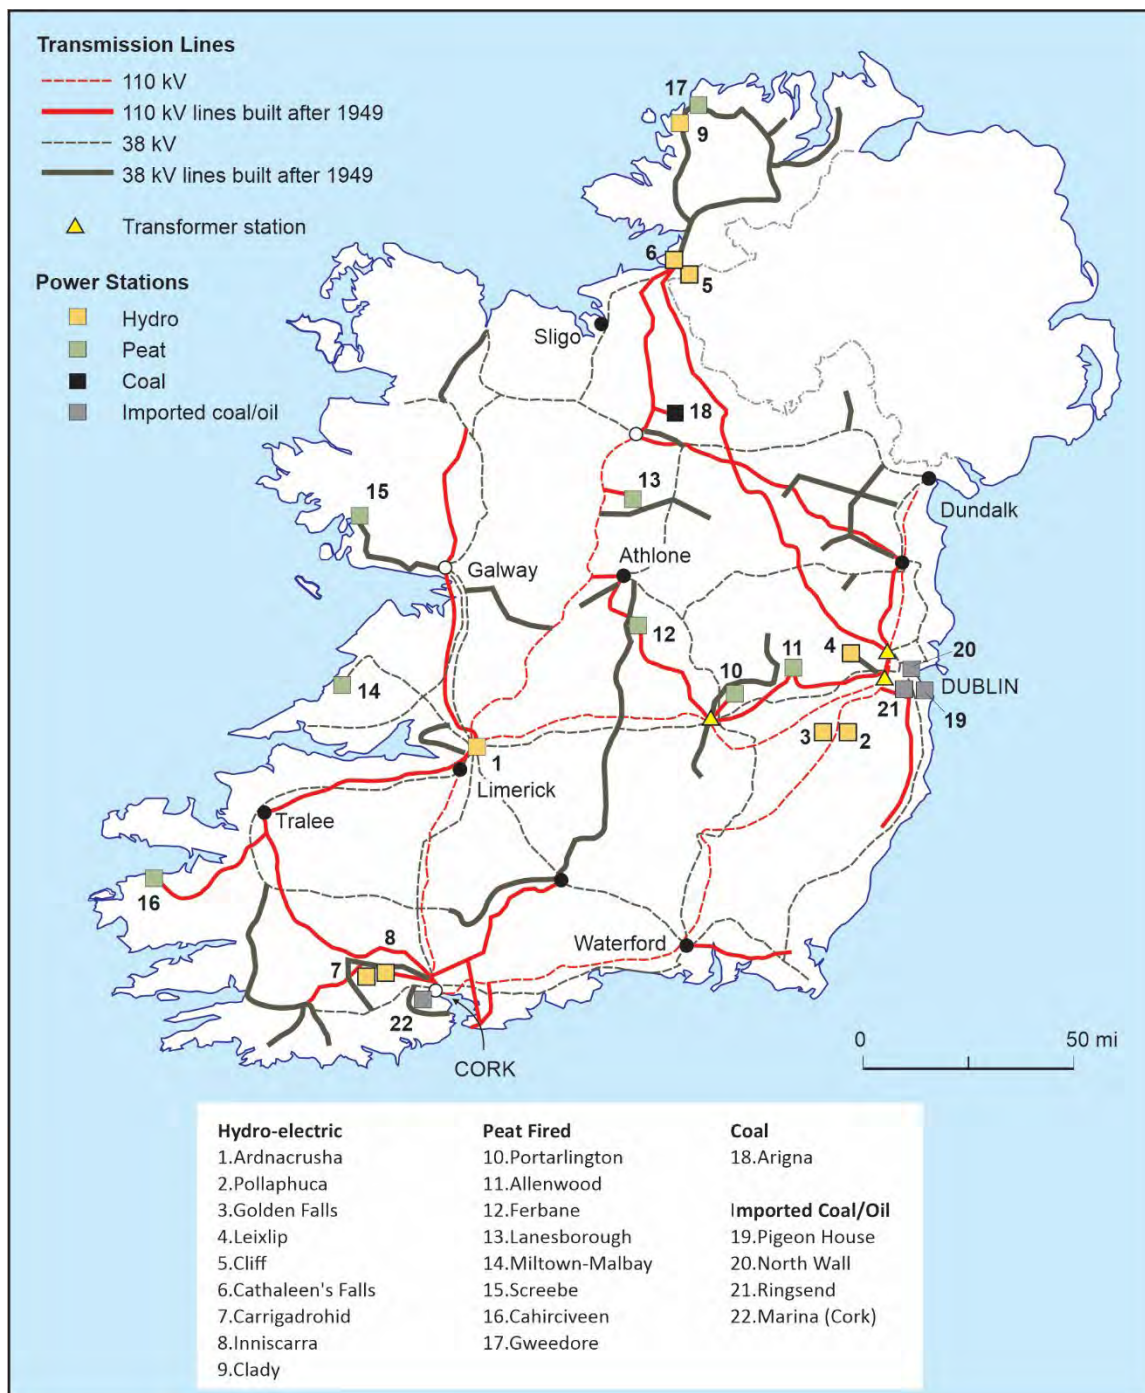 Transmission Lines
110 kV
110 kV lines built after 1949
38 kV
38 kV lines built after 1949
Transformer station
Power Stations
Hydro
Peat
Coal
Imported coal/oil
17
9
6
5
Sligo
18
15
13
Dundalk
Galway
Athlone
12
4
20
11
10
14
DUBLIN
21
19
3
2
1
Limerick
Tralee
16
8
Waterford
7
22
CORK
0
50 mi
Hydro-electric
1.Ardnacrusha
2.Pollaphuca
3.Golden Falls
4.Leixlip
5.Cliff
6.Cathaleen's Falls
7.Carrigadrohid
8.Inniscarra
9.Clady
Peat Fired
10.Portarlington
11.Allenwood
12.Ferbane
13.Lanesborough
14.Miltown-Malbay
15.Screebe
16.Cahirciveen
17.Gweedore
Coal
18.Arigna
Imported Coal/Oil
19.Pigeon House
20.North Wall
21.Ringsend
22.Marina (Cork)